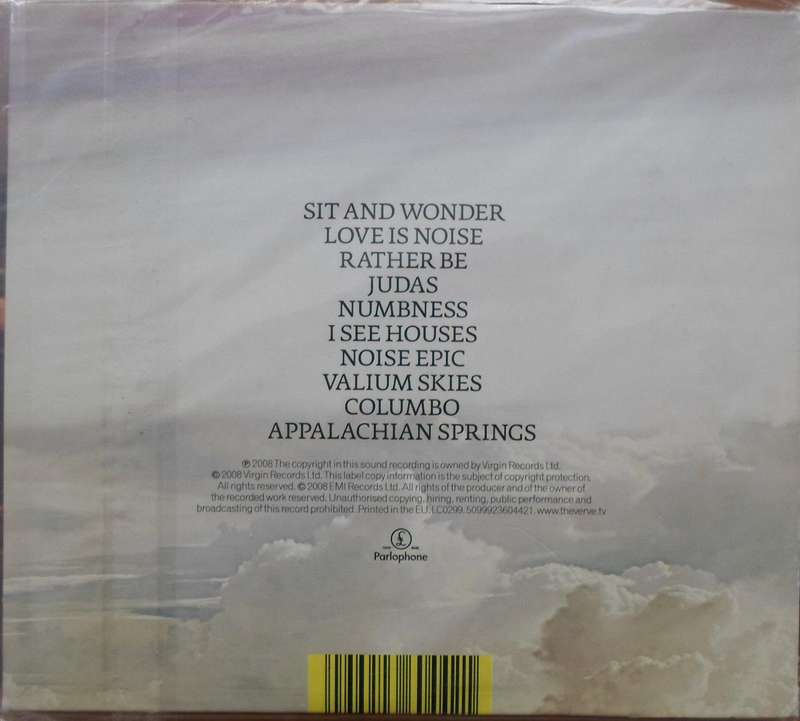 SIT AND WONDER
LOVE IS NOISE
RATHER BE
JUDAS
NUMBNESS
I SEE HOUSES
NOISE EPIC
VALIUM SKIES
COLUMBO
APPALACHIAN SPRINGS
℗ 2008 The copyright in this sound recording is owned by Virgin Records Ltd.
© 2008 Virgin Records Ltd. This label copy information is the subject of copyright protection.
All rights reserved. © 2008 EMI Records Ltd. All rights of the producer and of the owner of
the recorded work reserved. Unauthorised copying, hiring, renting, public performance and
broadcasting of this record prohibited. Printed in the EU. LC0299. 5099923604421. www.theverve.tv
£
Parlophone